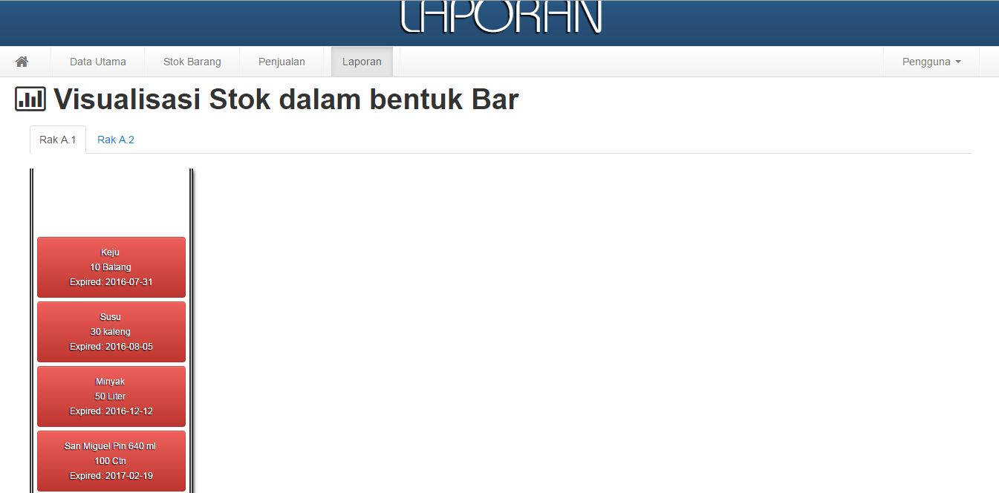 LAPORAN
Data Utama
Stok Barang
Penjualan
Laporan
Pengguna
Visualisasi Stok dalam bentuk Bar
Rak A.1
Rak A.2
Keju
10 Batang
Expired: 2016-07-31
Susu
30 kaleng
Expired: 2016-08-05
Minyak
50 Liter
Expired: 2016-12-12
San Miguel Pin 640 ml
100 Ctn
Expired: 2017-02-19